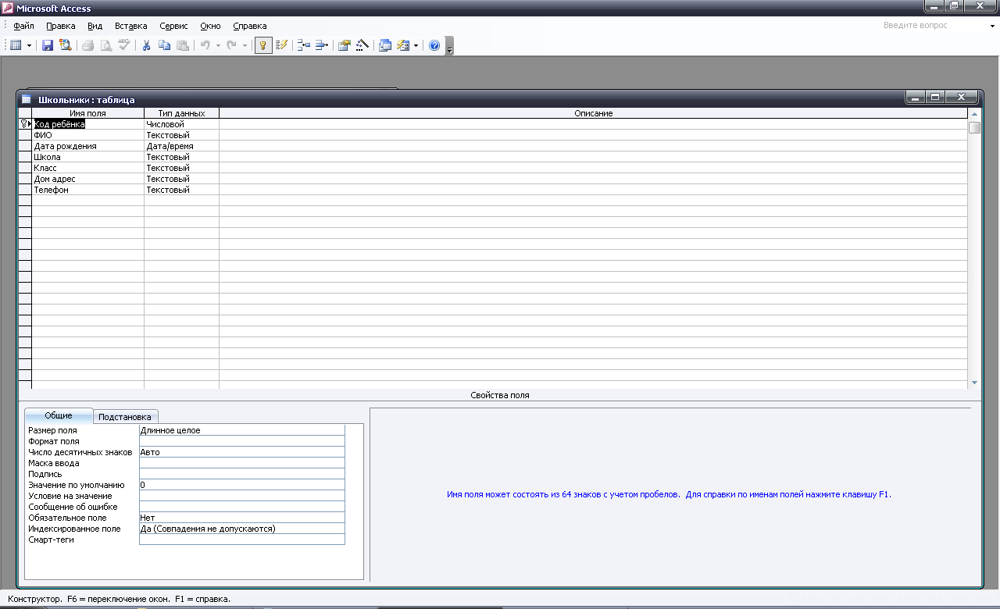 Microsoft Access
Файл Правка Вид Вставка Сервис Окно Справка Введите вопрос
Школьники : таблица
Имя поля Тип данных Описание
Код ребёнка Числовой
ФИО Текстовый
Дата рождения Дата/время
Школа Текстовый
Класс Текстовый
Дом адрес Текстовый
Телефон Текстовый
Свойства поля
Общие Подстановка
Размер поля Длинное целое
Формат поля
Число десятичных знаков Авто
Маска ввода
Подпись
Значение по умолчанию 0
Условие на значение
Сообщение об ошибке
Обязательное поле Нет
Индексированное поле Да (Совпадения не допускаются)
Смарт-теги
Имя поля может состоять из 64 знаков с учетом пробелов. Для справки по именам полей нажмите клавишу F1.
Конструктор. F6 = переключение окон. F1 = справка.